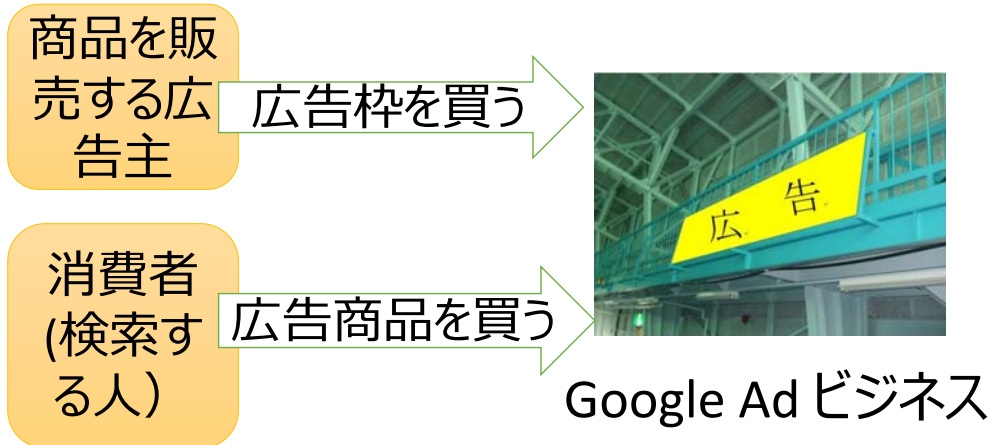 商品を販
売する広
告主
広告枠を買う
広告
消費者
(検索す
る人）
広告商品を買う
Google Ad ビジネス